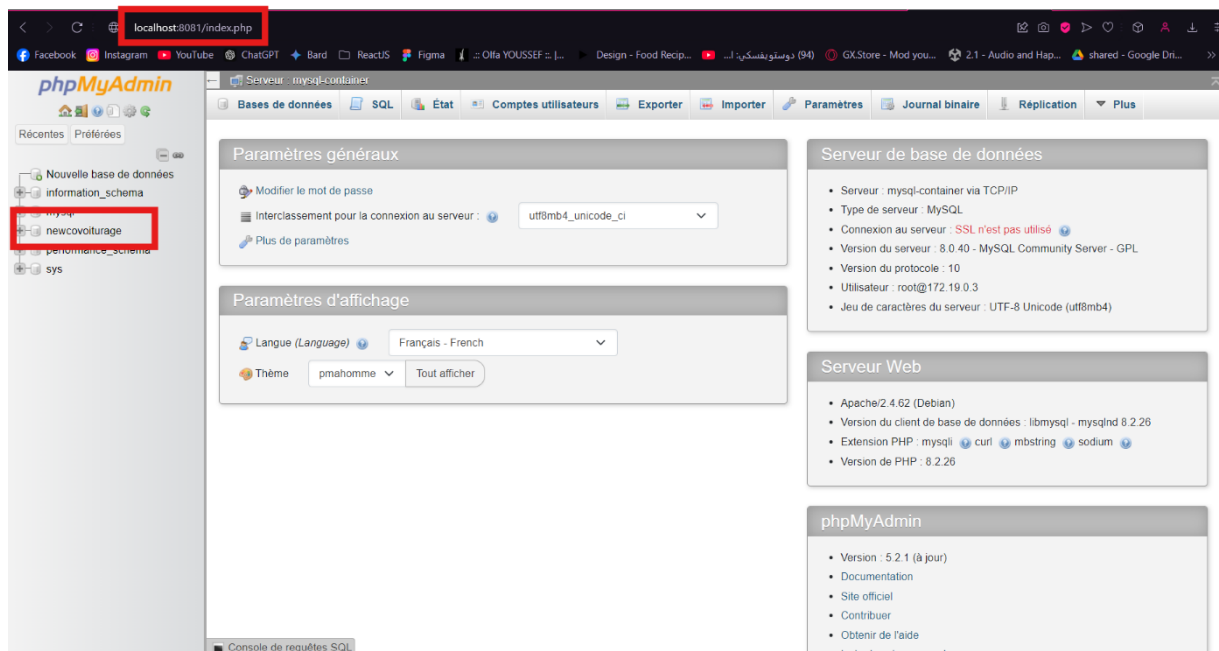 localhost:8081/index.php
Facebook Instagram YouTube ChatGPT Bard ReactJS Figma .:: Olfa YOUSSEF ::. |... Design - Food Recip... (94) دوستويفسكي: ا... GX.Store - Mod you... 2.1 - Audio and Hap... shared - Google Dri...
phpMyAdmin
Récentes Préférées
Nouvelle base de données
information_schema
mysql
newcovoiturage
performance_schema
sys
Serveur : mysql-container
Bases de données SQL État Comptes utilisateurs Exporter Importer Paramètres Journal binaire Réplication Plus
Paramètres généraux
Modifier le mot de passe
Interclassement pour la connexion au serveur : utf8mb4_unicode_ci
Plus de paramètres
Paramètres d'affichage
Langue (Language) Français - French
Thème pmahomme Tout afficher
Serveur de base de données
Serveur : mysql-container via TCP/IP
Type de serveur : MySQL
Connexion au serveur : SSL n'est pas utilisé
Version du serveur : 8.0.40 - MySQL Community Server - GPL
Version du protocole : 10
Utilisateur : root@172.19.0.3
Jeu de caractères du serveur : UTF-8 Unicode (utf8mb4)
Serveur Web
Apache/2.4.62 (Debian)
Version du client de base de données : libmysql - mysqlnd 8.2.26
Extension PHP : mysqli curl mbstring sodium
Version de PHP : 8.2.26
phpMyAdmin
Version : 5.2.1 (à jour)
Documentation
Site officiel
Contribuer
Obtenir de l'aide
Console de requêtes SQL